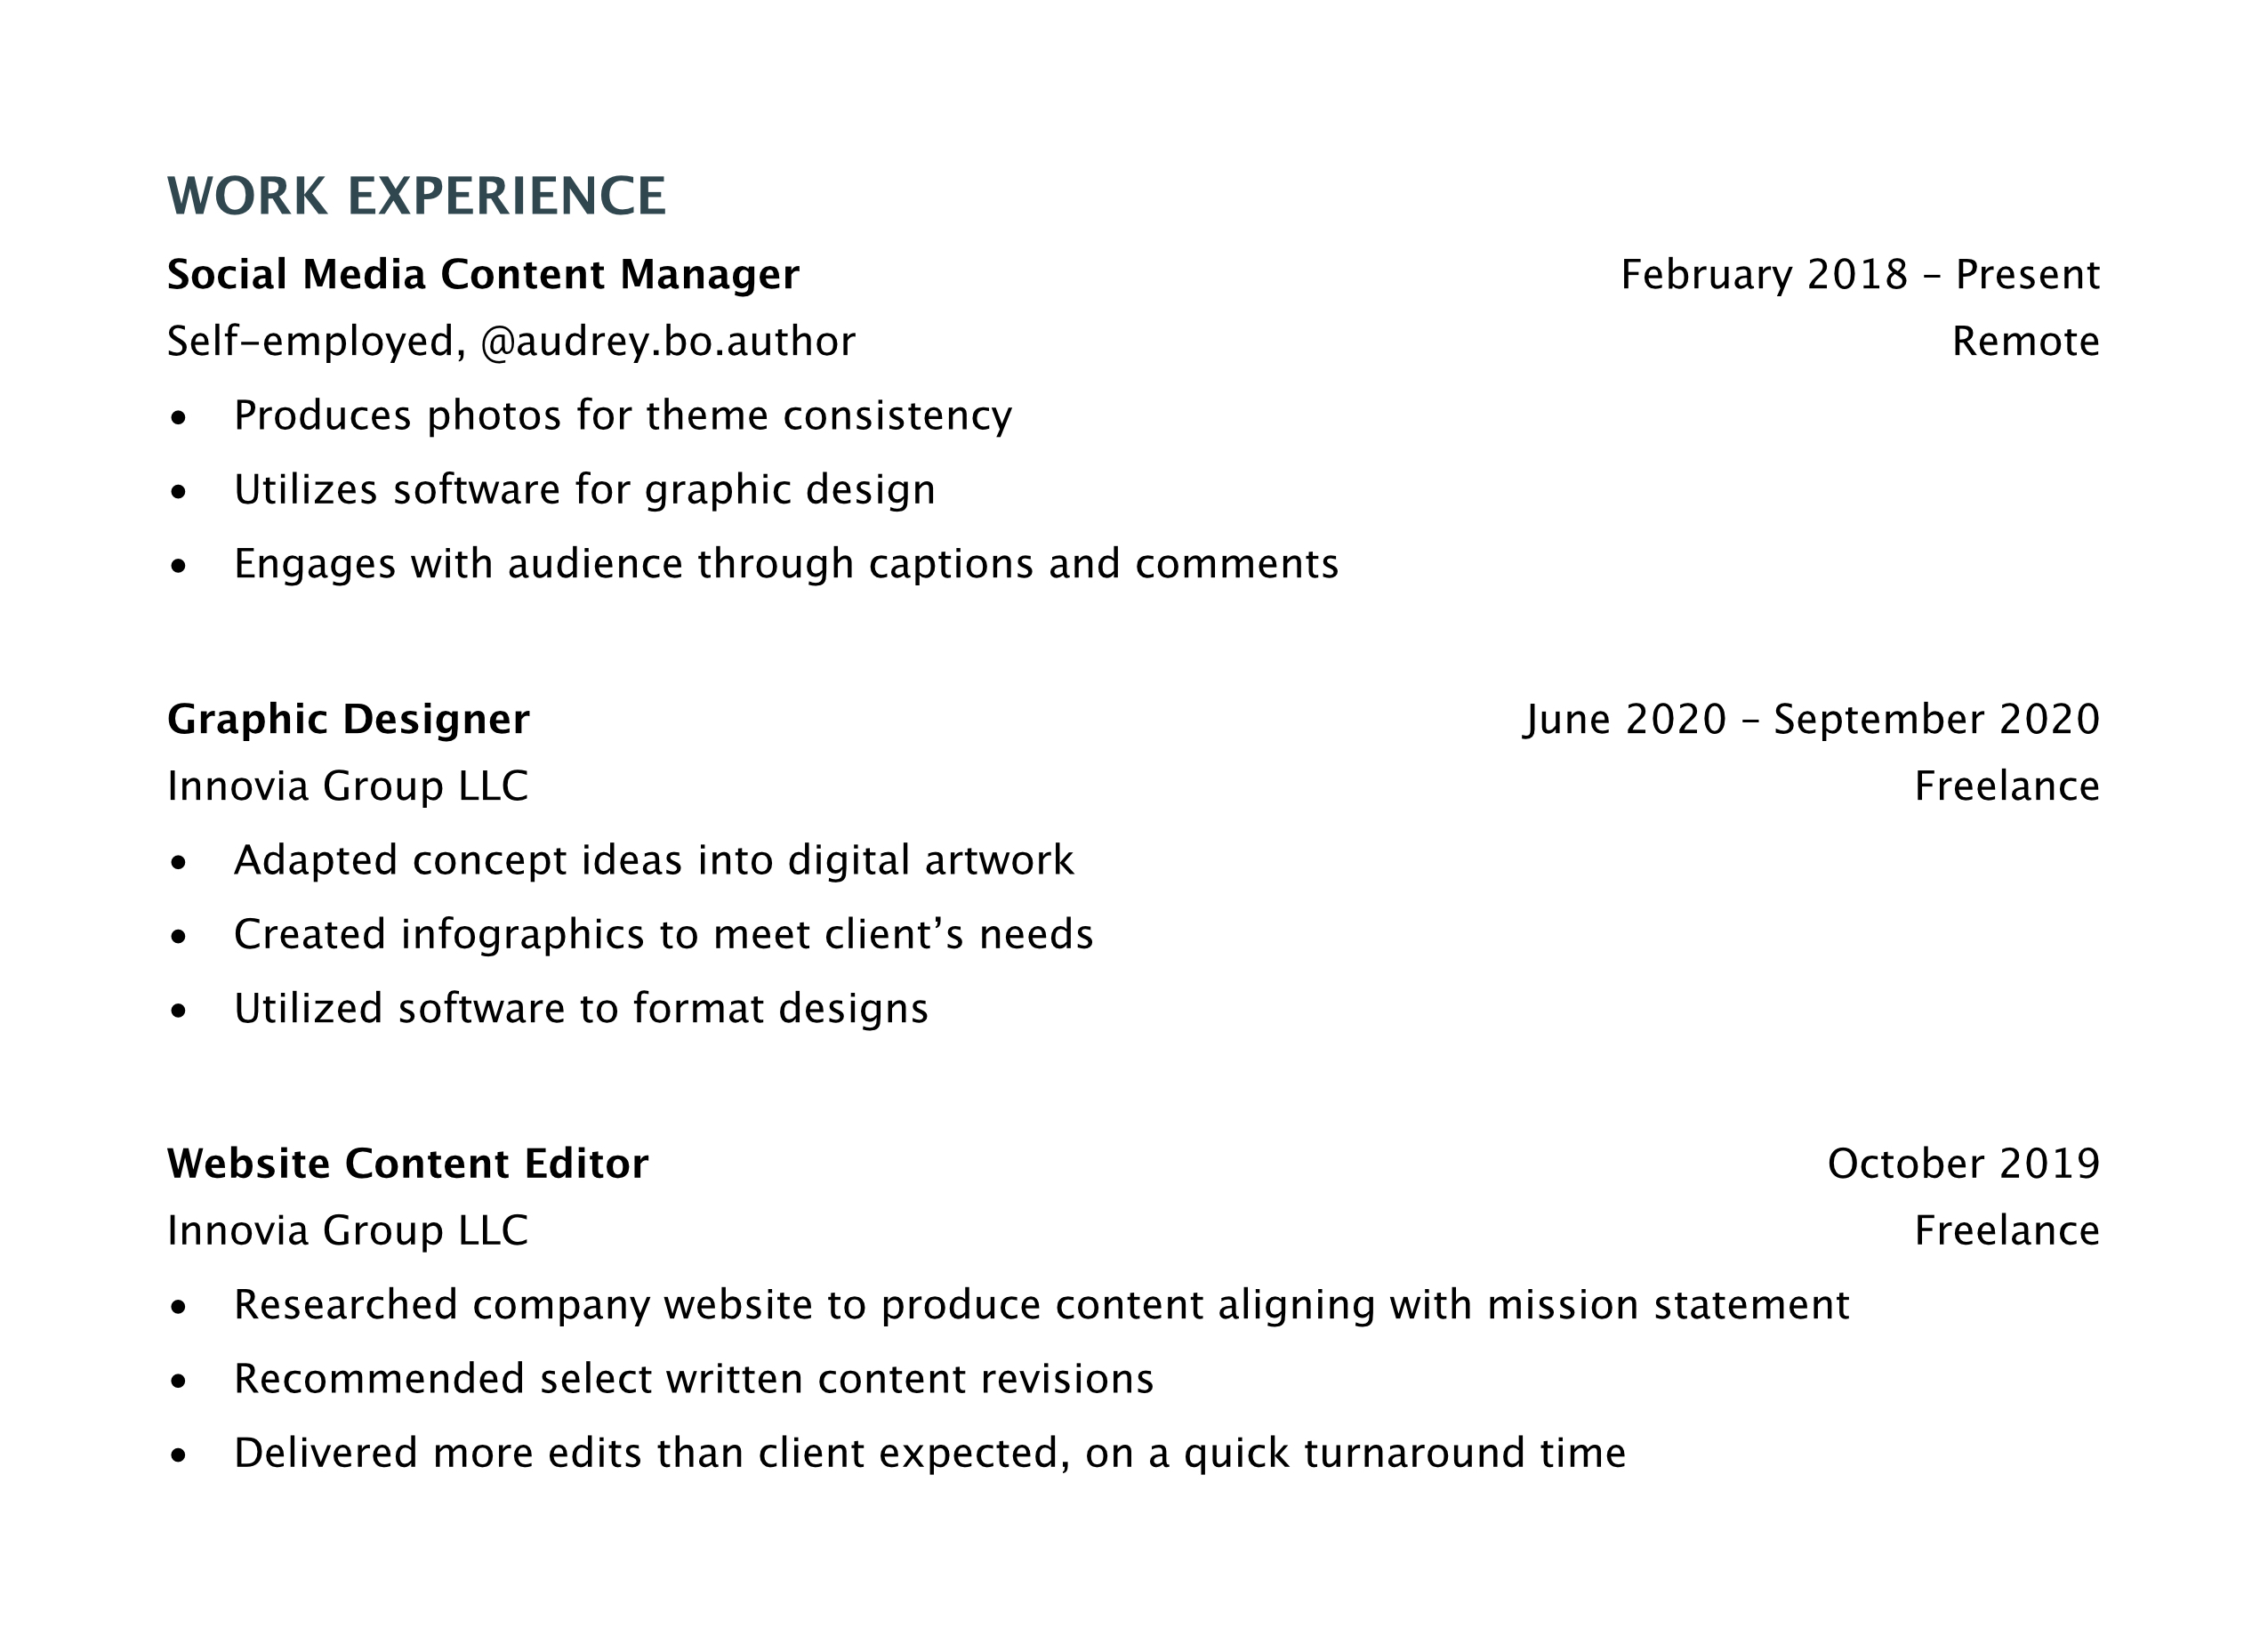 WORK EXPERIENCE
Social Media Content Manager February 2018 – Present
Self-employed, @audrey.bo.author Remote
• Produces photos for theme consistency
• Utilizes software for graphic design
• Engages with audience through captions and comments
Graphic Designer June 2020 – September 2020
Innovia Group LLC Freelance
• Adapted concept ideas into digital artwork
• Created infographics to meet client’s needs
• Utilized software to format designs
Website Content Editor October 2019
Innovia Group LLC Freelance
• Researched company website to produce content aligning with mission statement
• Recommended select written content revisions
• Delivered more edits than client expected, on a quick turnaround time